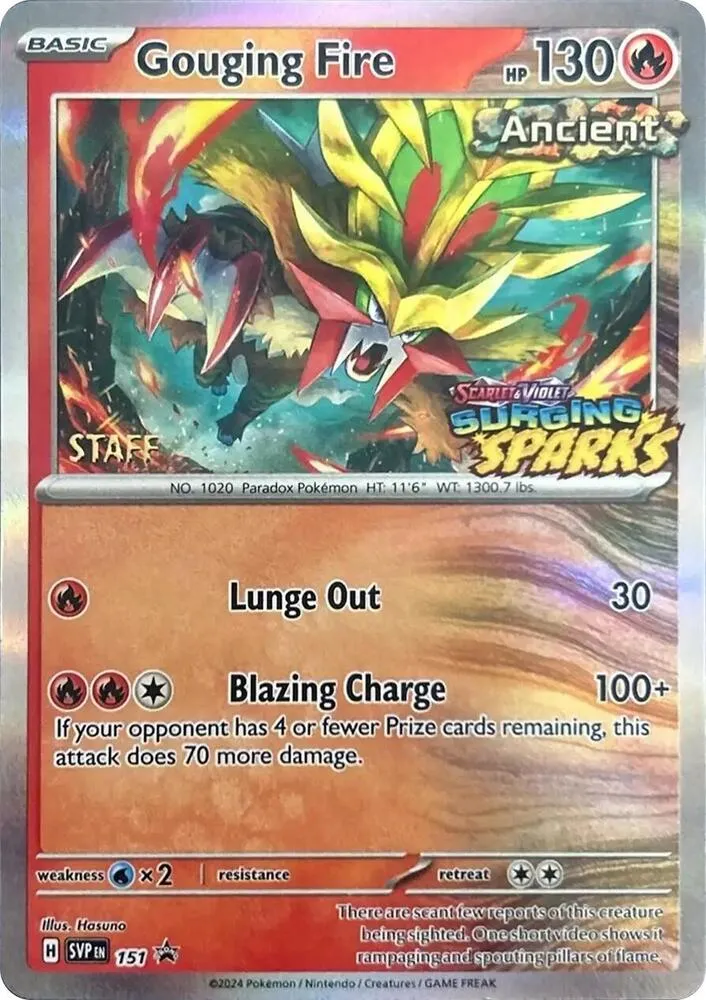 BASIC
Gouging Fire
HP 130
Ancient
STAFF
SCARLET & VIOLET
SURGING
SPARKS
NO. 1020 Paradox Pokémon HT: 11'6" WT: 1300.7 lbs.
Lunge Out 30
Blazing Charge 100+
If your opponent has 4 or fewer Prize cards remaining, this
attack does 70 more damage.
weakness ×2 resistance retreat
Illus. Hasuno
There are scant few reports of this creature
being sighted. One short video shows it
rampaging and spouting pillars of flame.
H SVP EN 151
©2024 Pokémon / Nintendo / Creatures / GAME FREAK